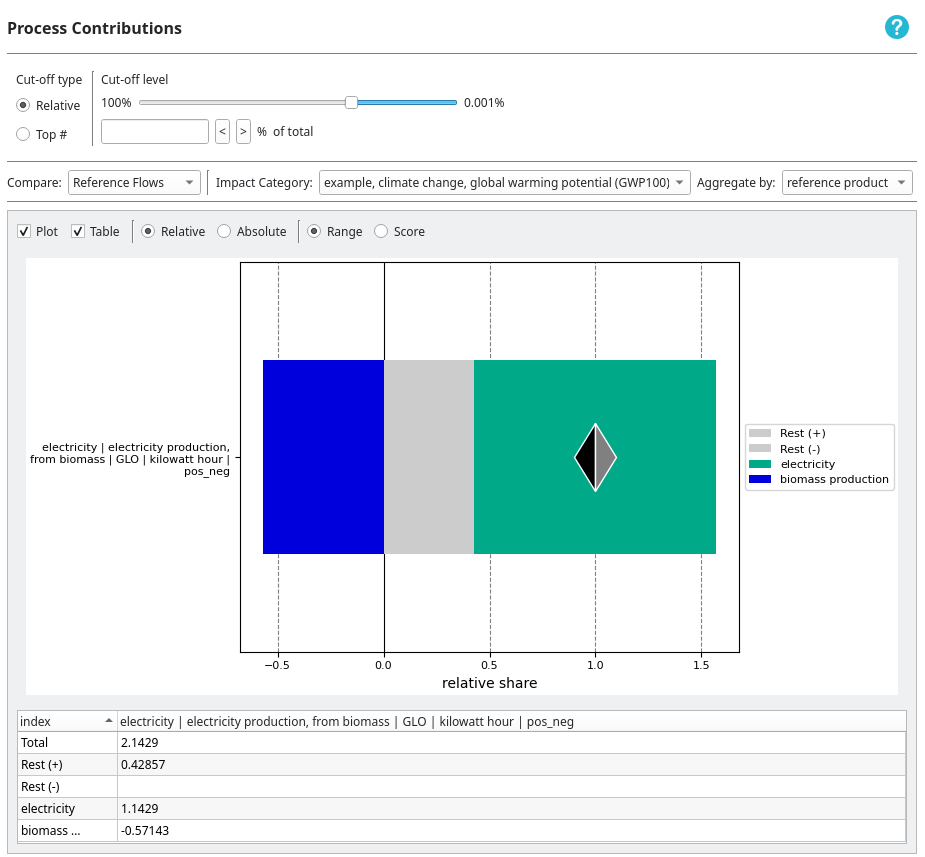 Process Contributions
?
Cut-off type
Cut-off level
Relative
100%
0.001%
Top #
<
>
% of total
Compare:
Reference Flows
Impact Category:
example, climate change, global warming potential (GWP100)
Aggregate by:
reference product
Plot
Table
Relative
Absolute
Range
Score
electricity | electricity production,
from biomass | GLO | kilowatt hour |
pos_neg
Rest (+)
Rest (-)
electricity
biomass production
−0.5
0.0
0.5
1.0
1.5
relative share
index
electricity | electricity production, from biomass | GLO | kilowatt hour | pos_neg
Total
2.1429
Rest (+)
0.42857
Rest (-)
electricity
1.1429
biomass ...
-0.57143